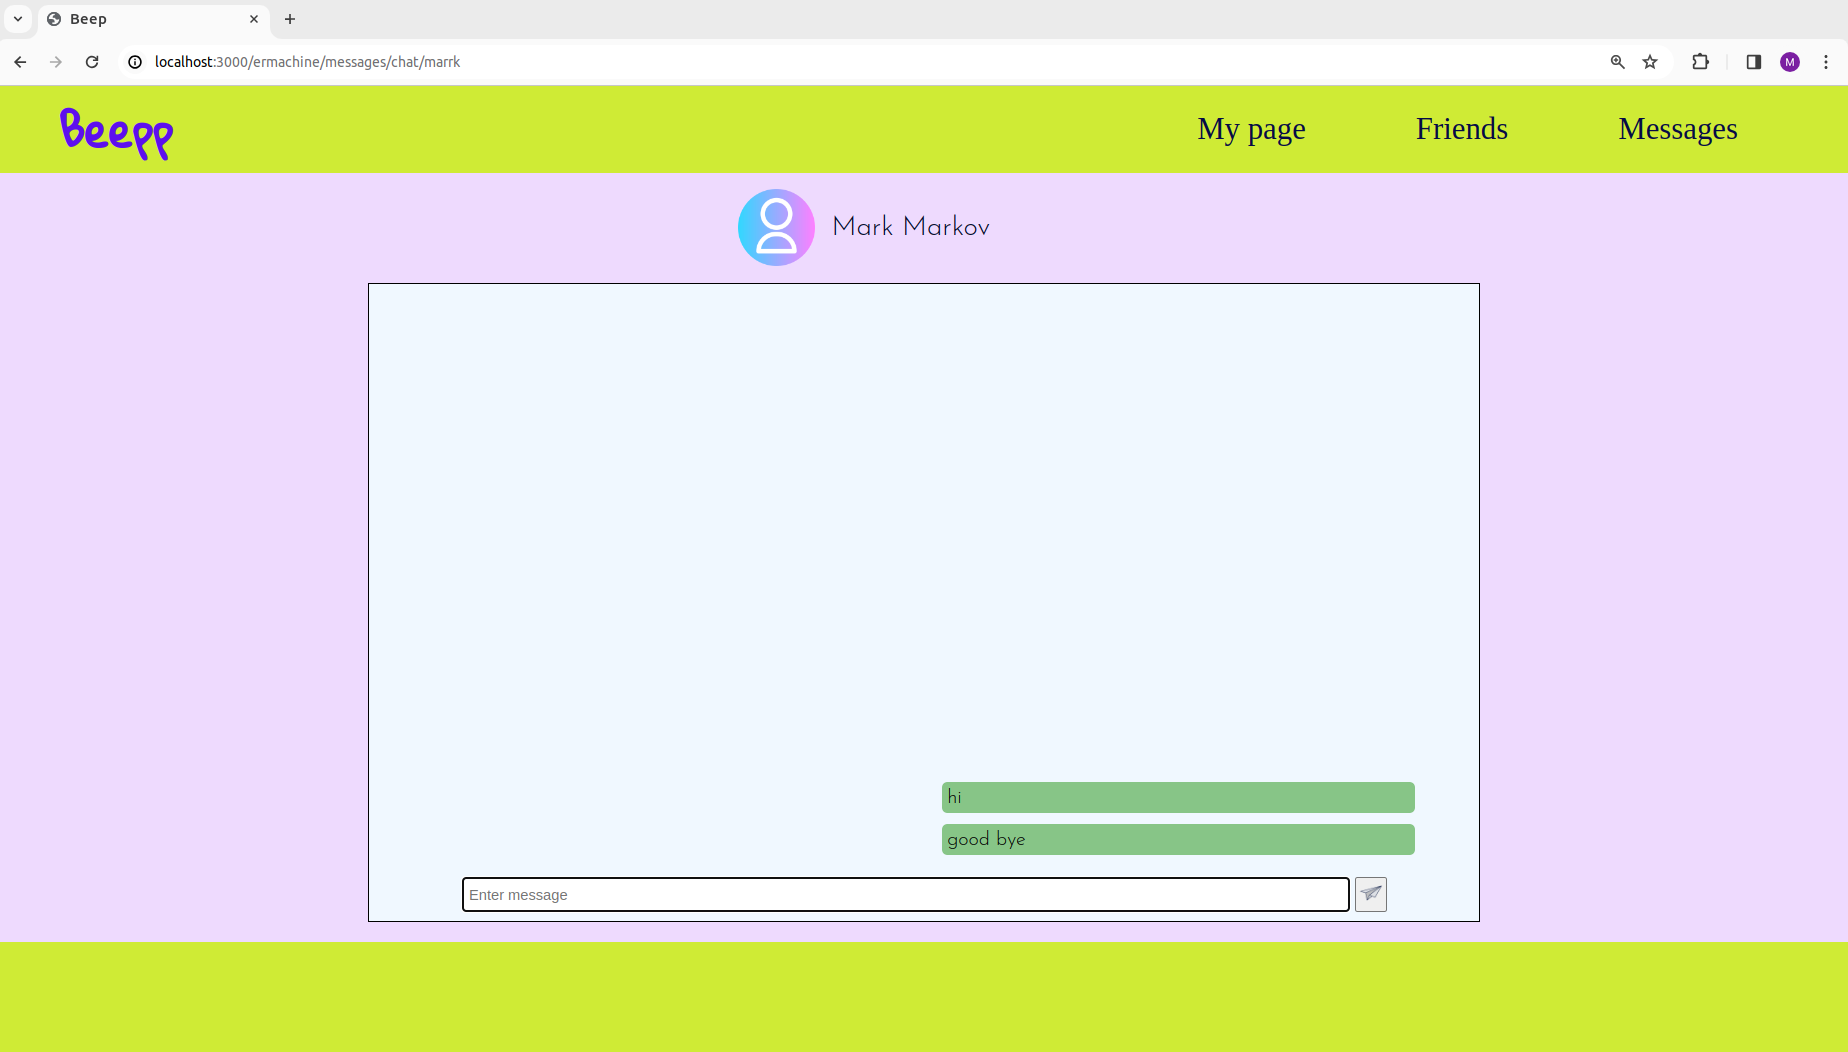 Beep
localhost:3000/ermachine/messages/chat/marrk
M
Beepp
My page
Friends
Messages
Mark Markov
hi
good bye
Enter message